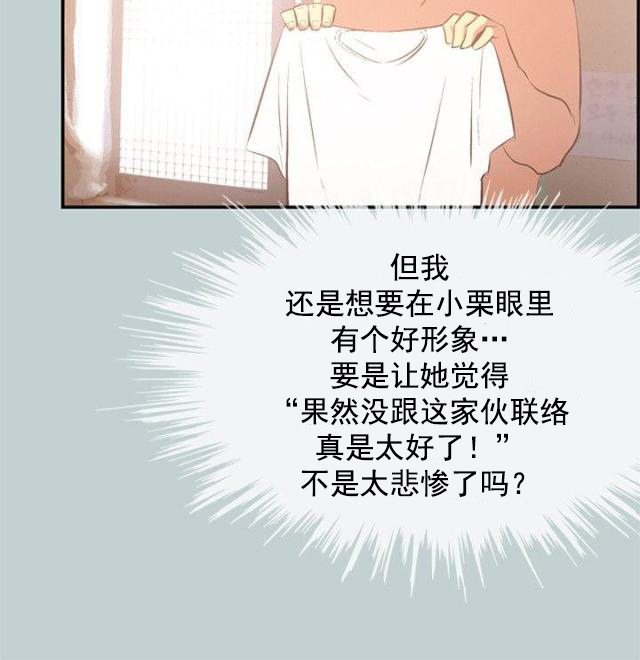 但我
还是想要在小栗眼里
有个好形象…
要是让她觉得
“果然没跟这家伙联络
真是太好了！”
不是太悲惨了吗？